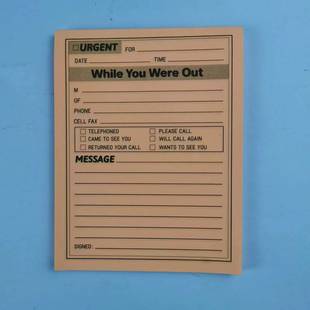 URGENT FOR
DATE TIME
While You Were Out
M
OF
PHONE
CELL FAX
TELEPHONED PLEASE CALL
CAME TO SEE YOU WILL CALL AGAIN
RETURNED YOUR CALL WANTS TO SEE YOU
MESSAGE
SIGNED: